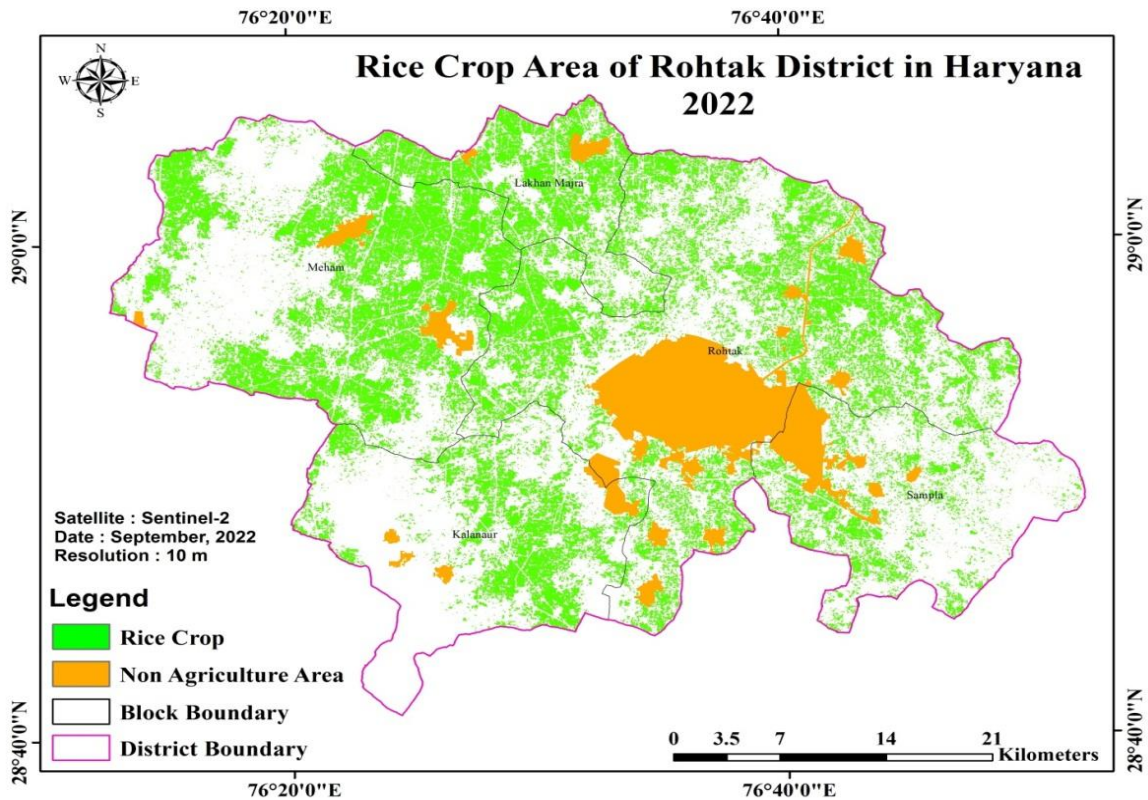 76°20'0"E 76°40'0"E
Rice Crop Area of Rohtak District in Haryana
2022
N
W E
S
29°0'0"N
29°0'0"N
Lakhan Majra
Meham
Rohtak
Sampla
Kalanaur
Satellite : Sentinel-2
Date : September, 2022
Resolution : 10 m
Legend
Rice Crop
Non Agriculture Area
Block Boundary
District Boundary
0 3.5 7 14 21
Kilometers
28°40'0"N
28°40'0"N
76°20'0"E 76°40'0"E